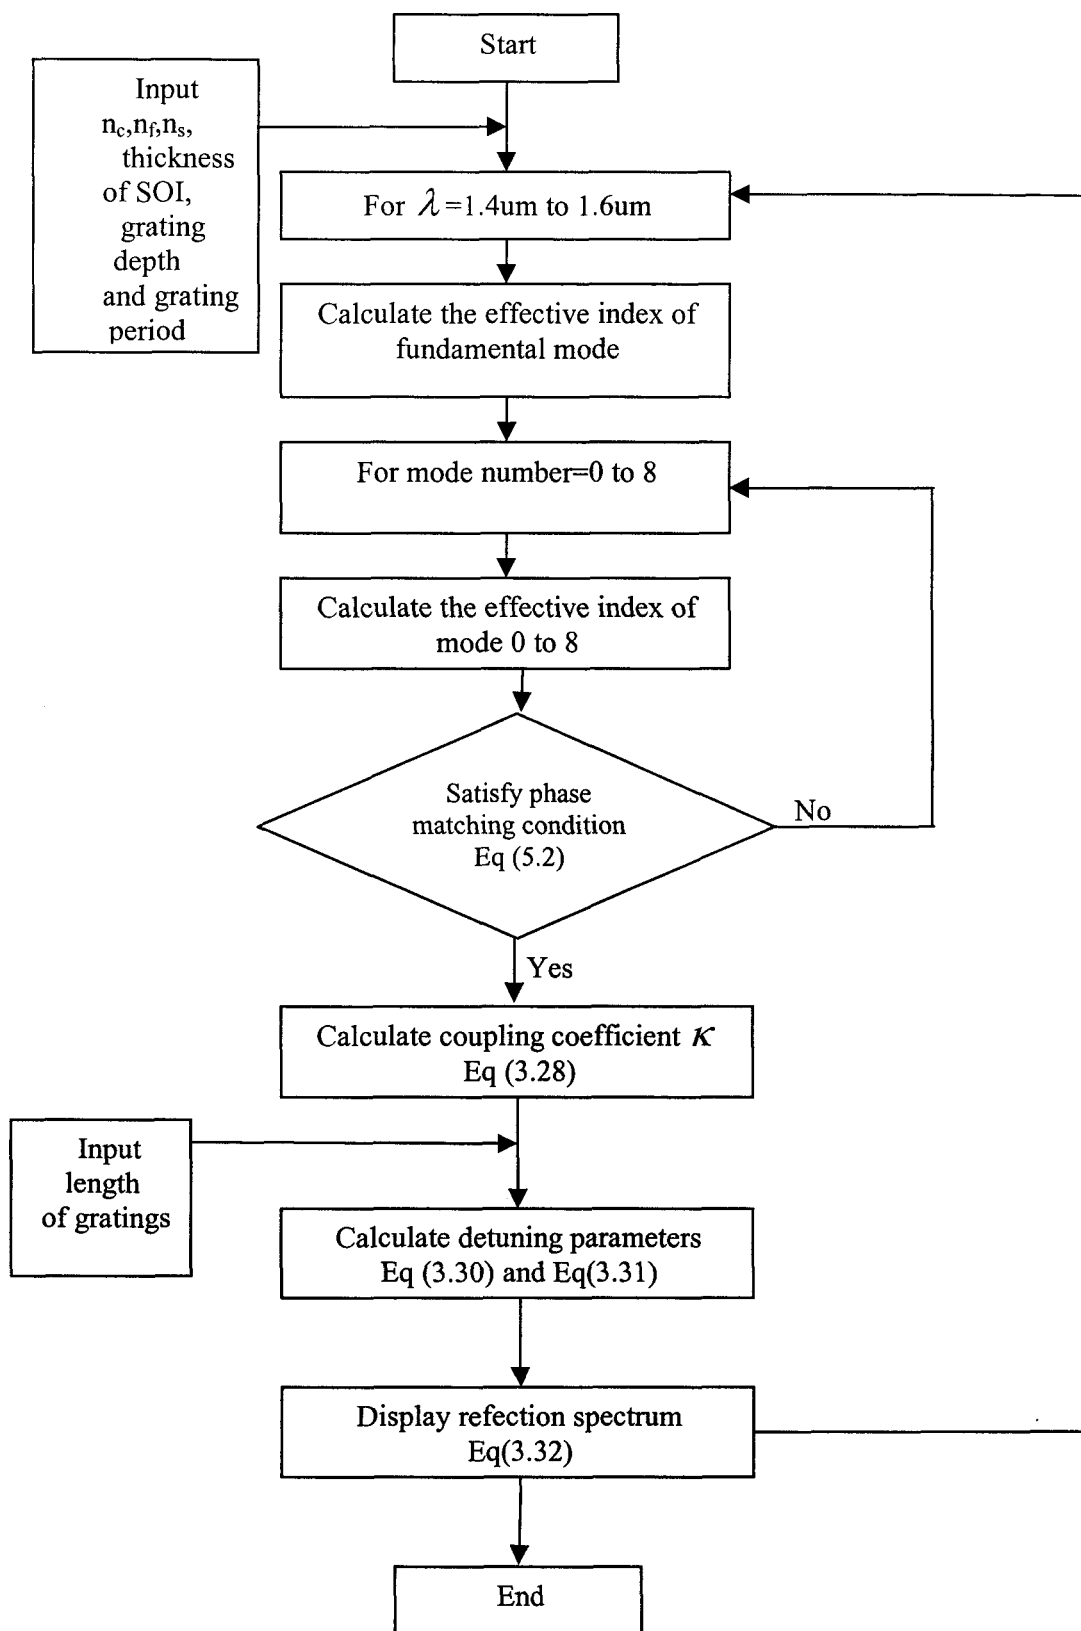 Start
Input
n_c,n_f,n_s,
thickness
of SOI,
grating
depth
and grating
period
For λ=1.4um to 1.6um
Calculate the effective index of
fundamental mode
For mode number=0 to 8
Calculate the effective index of
mode 0 to 8
Satisfy phase
matching condition
Eq (5.2)
No
Yes
Calculate coupling coefficient κ
Eq (3.28)
Input
length
of gratings
Calculate detuning parameters
Eq (3.30) and Eq(3.31)
Display refection spectrum
Eq(3.32)
End